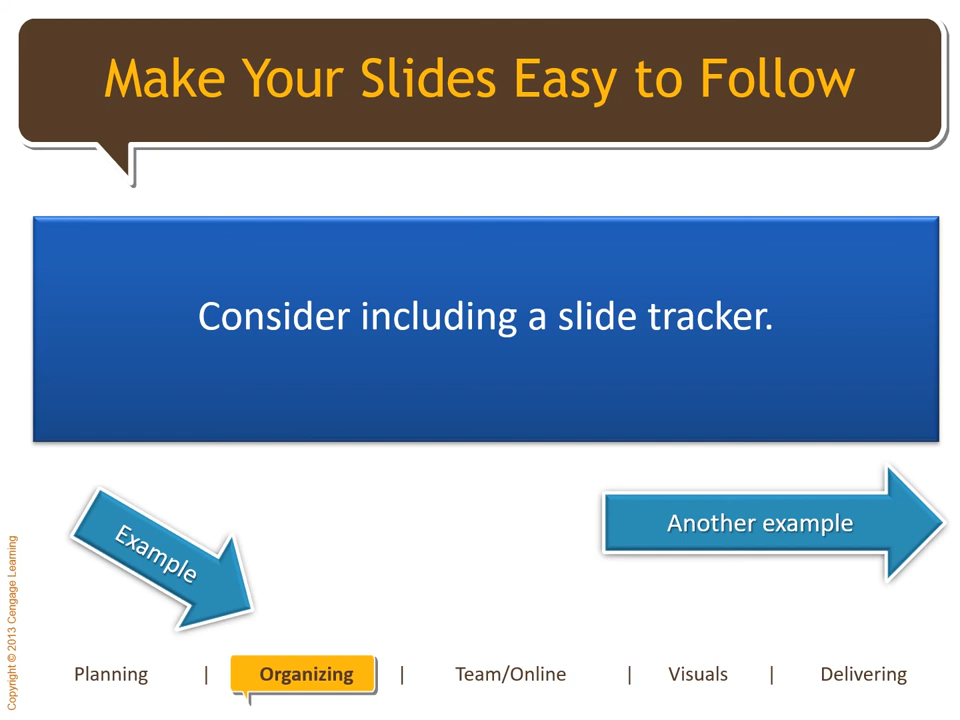 Make Your Slides Easy to Follow
Consider including a slide tracker.
Example
Another example
Planning | Organizing | Team/Online | Visuals | Delivering
Copyright © 2013 Cengage Learning